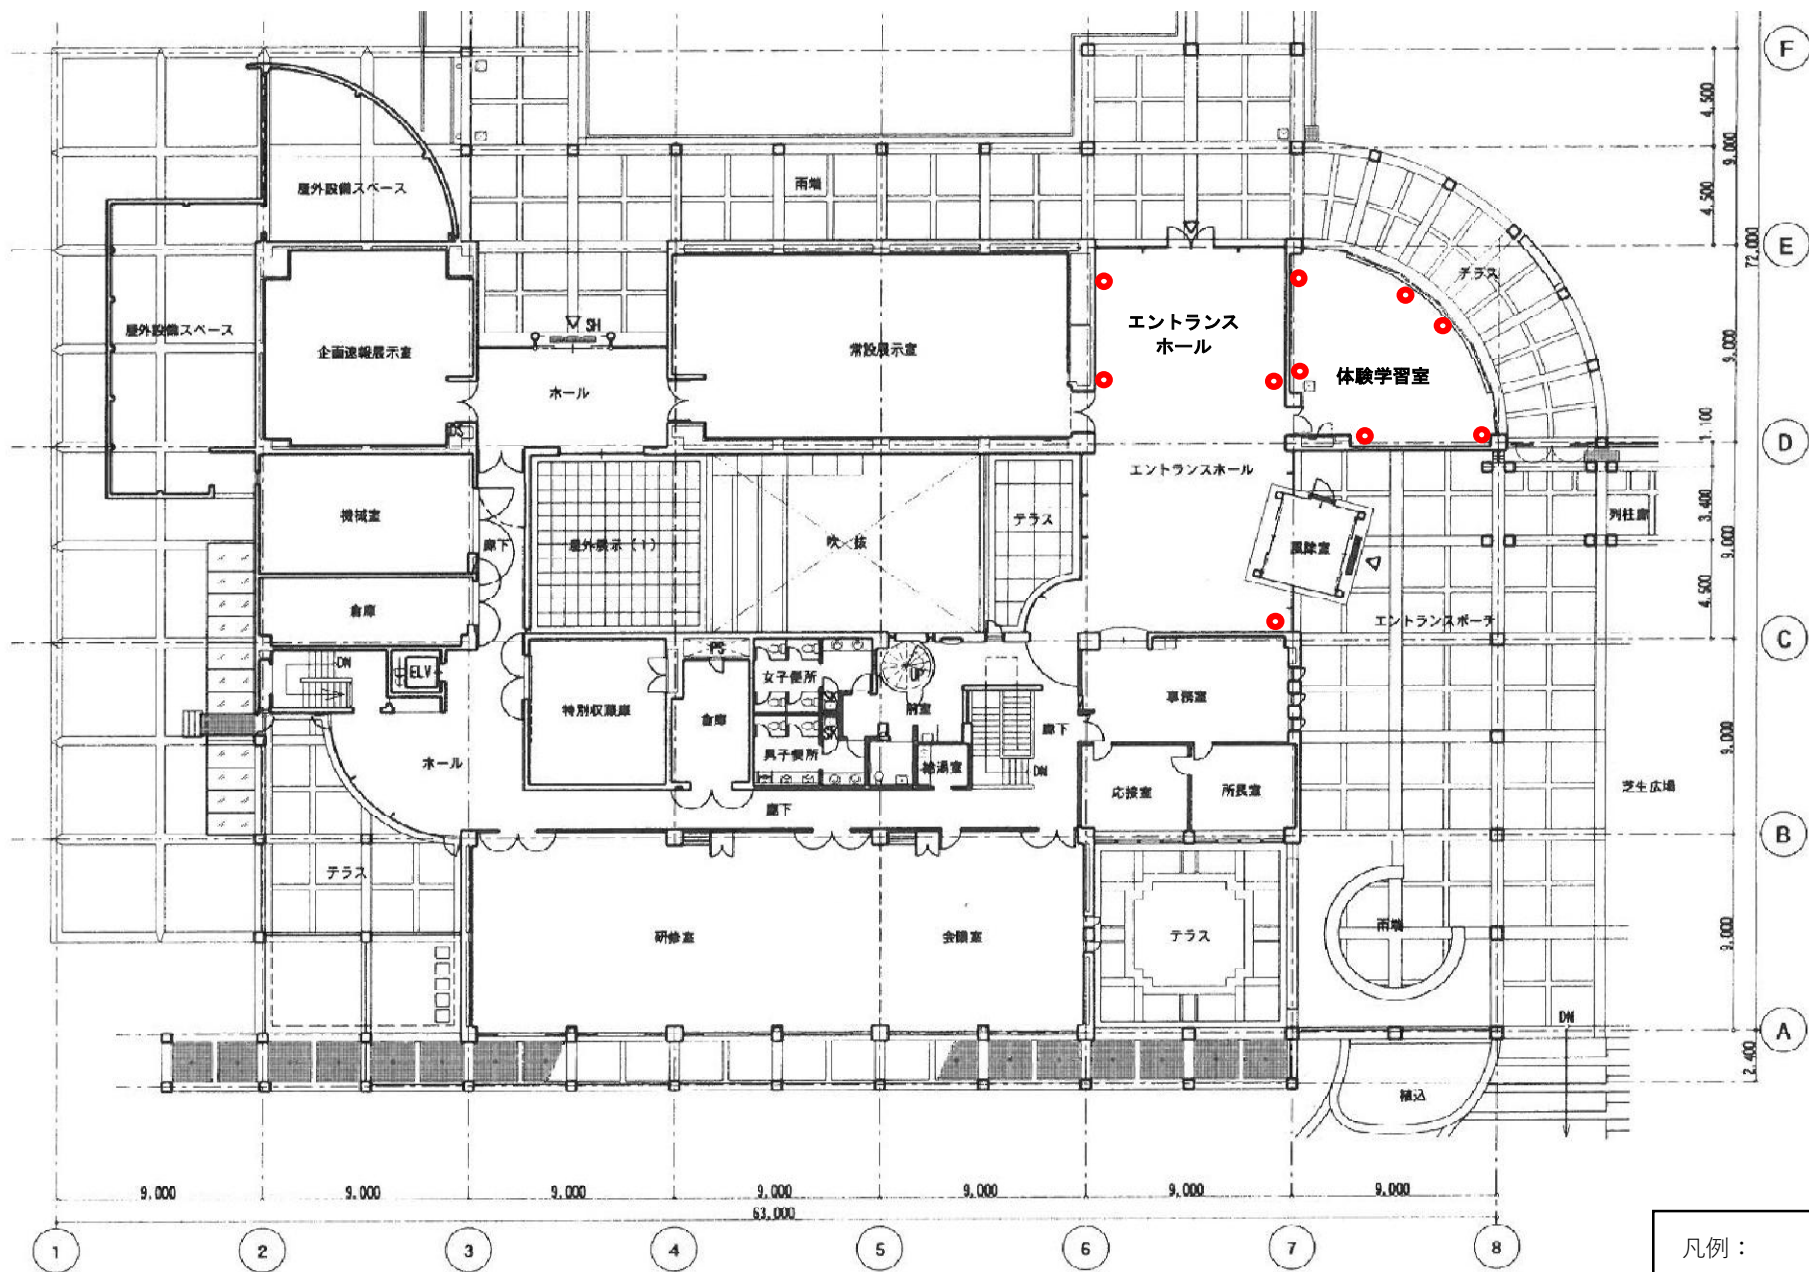 F
4,500
9,000
屋外設備スペース
雨端
4,500
E
72,000
テラス
屋外設備スペース
SH
エントランス
ホール
企画速報展示室
常設展示室
9,000
体験学習室
ホール
DS
1,100
D
エントランスホール
機械室
廊下
屋外展示(1)
吹抜
テラス
風除室
列柱廊
3,400
9,000
倉庫
4,500
エントランスポーチ
C
DN
ELV
PS
女子便所
UP
事務室
特別収蔵庫
倉庫
SK
前室
廊下
SK
男子便所
ホール
給湯室
DN
応接室
所長室
9,000
芝生広場
廊下
B
テラス
研修室
会議室
テラス
雨端
9,000
DN
A
2,400
植込
9,000
9,000
9,000
9,000
9,000
9,000
9,000
63,000
1
2
3
4
5
6
7
8
凡例：